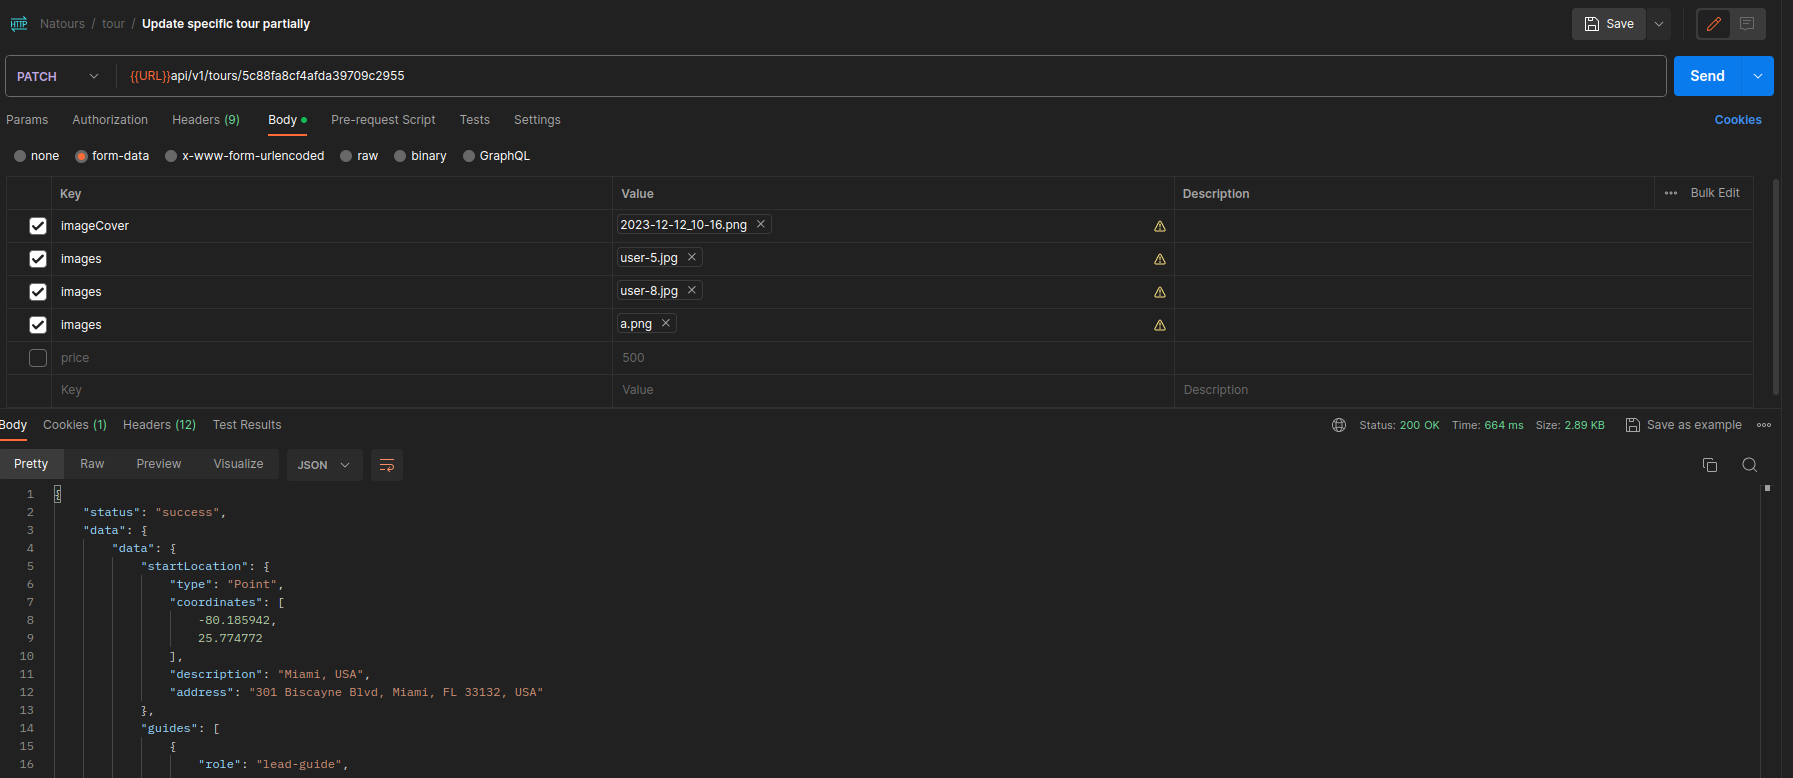 HTTP Natours / tour / Update specific tour partially Save
PATCH {{URL}}api/v1/tours/5c88fa8cf4afda39709c2955 Send
Params Authorization Headers (9) Body Pre-request Script Tests Settings Cookies
none form-data x-www-form-urlencoded raw binary GraphQL
Key Value Description ••• Bulk Edit
imageCover 2023-12-12_10-16.png ×
images user-5.jpg ×
images user-8.jpg ×
images a.png ×
price 500
Key Value Description
Body Cookies (1) Headers (12) Test Results Status: 200 OK Time: 664 ms Size: 2.89 KB Save as example
Pretty Raw Preview Visualize JSON
1 {
2 "status": "success",
3 "data": {
4 "data": {
5 "startLocation": {
6 "type": "Point",
7 "coordinates": [
8 -80.185942,
9 25.774772
10 ],
11 "description": "Miami, USA",
12 "address": "301 Biscayne Blvd, Miami, FL 33132, USA"
13 },
14 "guides": [
15 {
16 "role": "lead-guide",